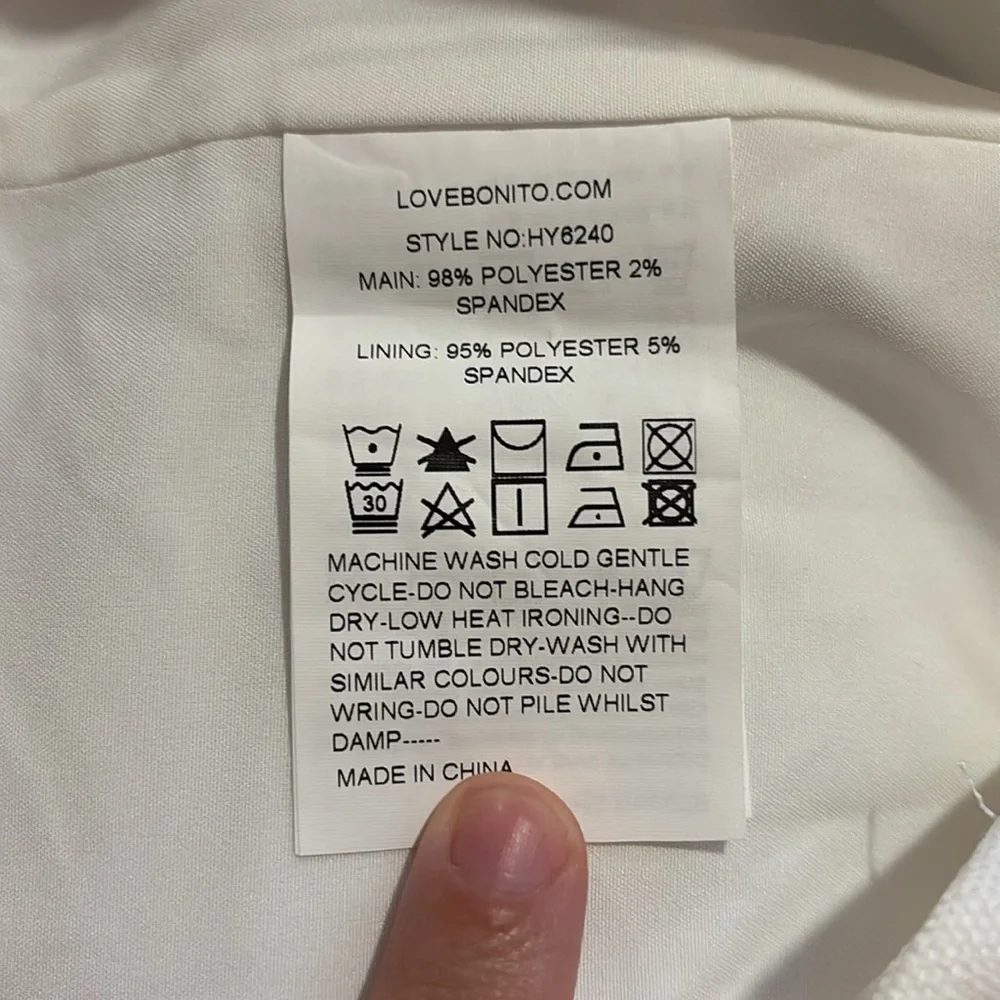 LOVEBONITO.COM
STYLE NO:HY6240
MAIN: 98% POLYESTER 2%
SPANDEX
LINING: 95% POLYESTER 5%
SPANDEX
30
MACHINE WASH COLD GENTLE
CYCLE-DO NOT BLEACH-HANG
DRY-LOW HEAT IRONING--DO
NOT TUMBLE DRY-WASH WITH
SIMILAR COLOURS-DO NOT
WRING-DO NOT PILE WHILST
DAMP-----
MADE IN CHINA